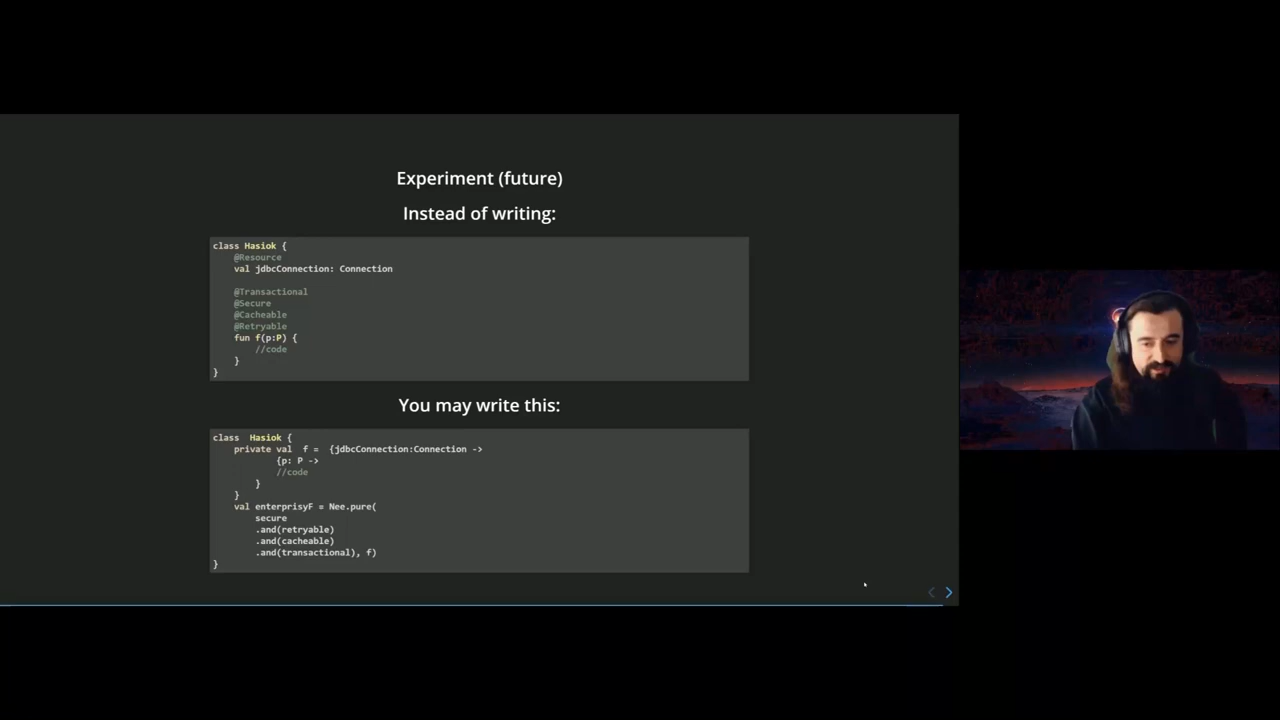 Experiment (future)
Instead of writing:
class Hasiok {
@Resource
val jdbcConnection: Connection
@Transactional
@Secure
@Cacheable
@Retryable
fun f(p:P) {
//code
}
}
You may write this:
class  Hasiok {
private val  f =  {jdbcConnection:Connection ->
{p: P ->
//code
}
}
val enterprisyF = Nee.pure(
secure
.and(retryable)
.and(cacheable)
.and(transactional), f)
}